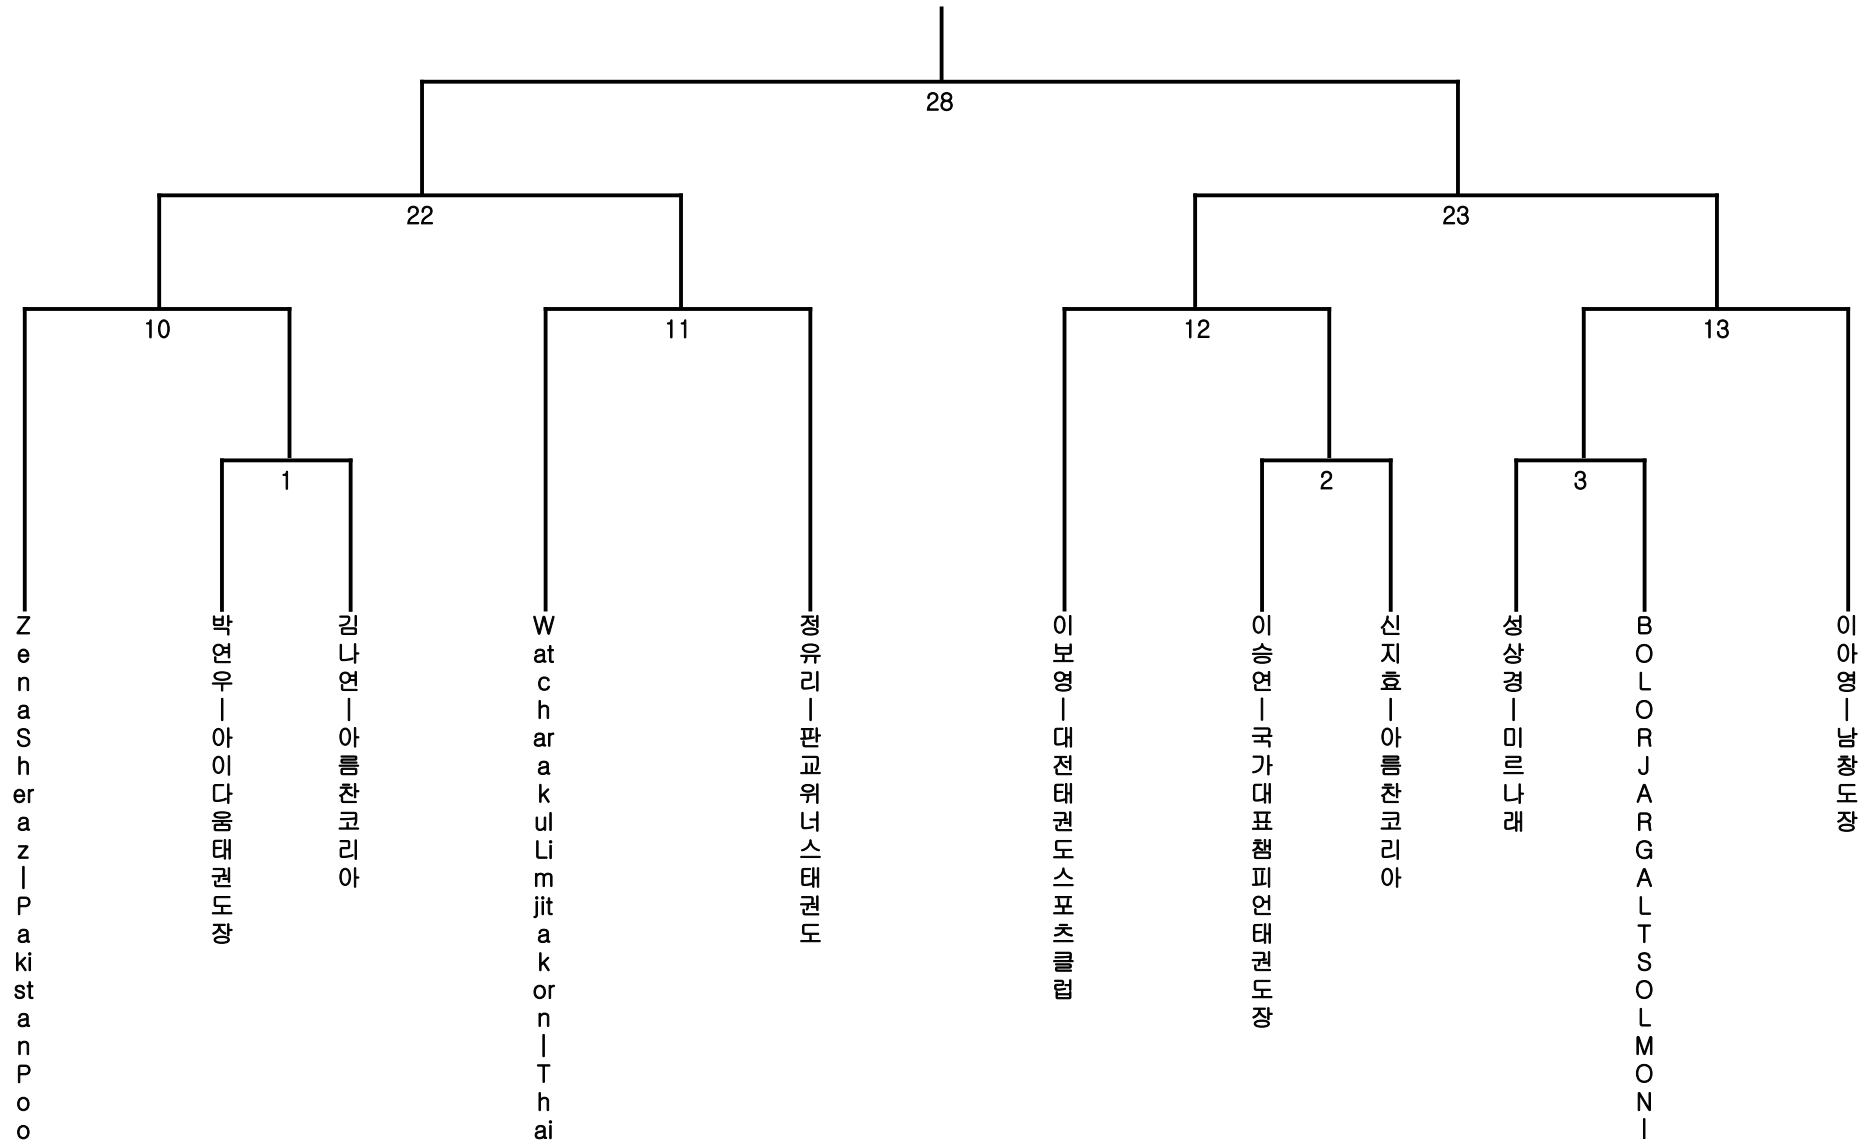 28
22
23
10
11
12
13
1
2
3
ZenaSheraz|PakistanPoo
박연우|아이다움태권도장
김나연|아름찬코리아
WatcharakulLimjitakorn|Thai
정유리|판교위너스태권도
이보영|대전태권도스포츠클럽
이승연|국가대표챔피언태권도장
신지효|아름찬코리아
성상경|미르나래
BOLORJARGALTSOLMON|
이아영|남창도장